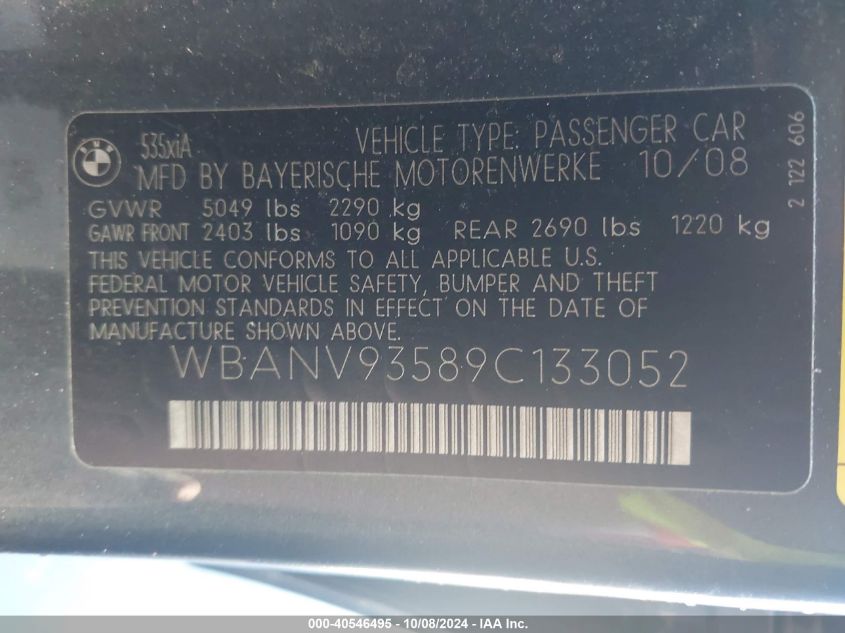 BMW
535xiA VEHICLE TYPE: PASSENGER CAR
MFD BY BAYERISCHE MOTORENWERKE 10/08
GVWR 5049 lbs 2290 kg
GAWR FRONT 2403 lbs 1090 kg REAR 2690 lbs 1220 kg
THIS VEHICLE CONFORMS TO ALL APPLICABLE U.S.
FEDERAL MOTOR VEHICLE SAFETY, BUMPER AND THEFT
PREVENTION STANDARDS IN EFFECT ON THE DATE OF
MANUFACTURE SHOWN ABOVE.
WBANV93589C133052
2 122 606
000-40546495 - 10/08/2024 - IAA Inc.